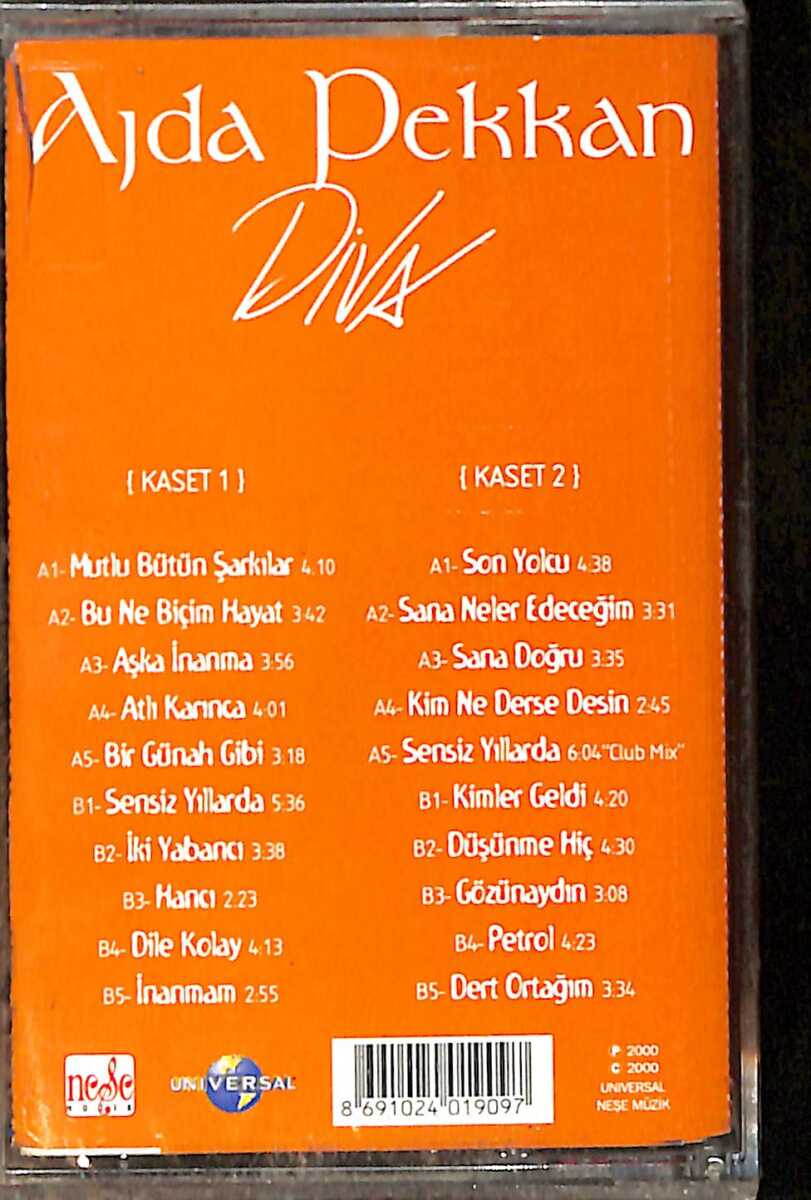 Ajda Pekkan
Diva
{ KASET 1 }
A1- Mutlu Bütün Şarkılar 4.10
A2- Bu Ne Biçim Hayat 3:42
A3- Aşka İnanma 3:56
A4- Atlı Karınca 4:01
A5- Bir Günah Gibi 3:18
B1- Sensiz Yıllarda 5:36
B2- İki Yabancı 3:38
B3- Hancı 2:23
B4- Dile Kolay 4:13
B5- İnanmam 2:55
{ KASET 2 }
A1- Son Yolcu 4:38
A2- Sana Neler Edeceğim 3:31
A3- Sana Doğru 3:35
A4- Kim Ne Derse Desin 2:45
A5- Sensiz Yıllarda 6:04"Club Mix"
B1- Kimler Geldi 4:20
B2- Düşünme Hiç 4:30
B3- Gözünaydın 3:08
B4- Petrol 4:23
B5- Dert Ortağım 3:34
neşe
MÜZİK
UNIVERSAL
8 691024 019097
P 2000
C 2000
UNIVERSAL
NEŞE MÜZİK